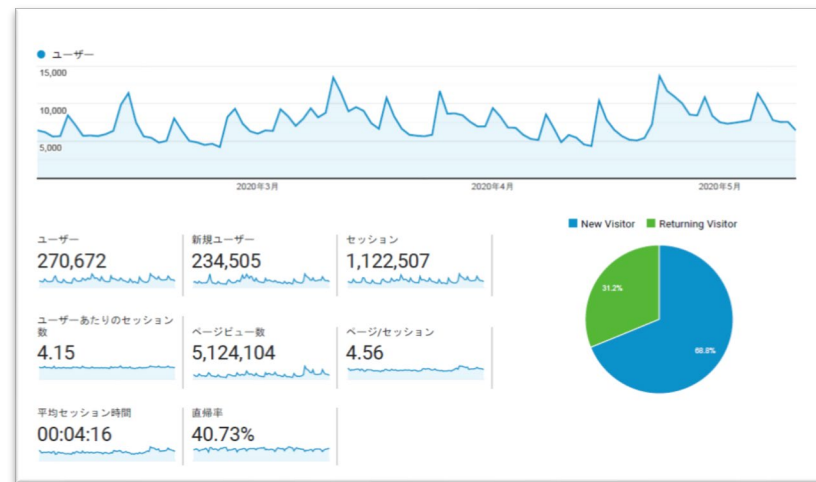 ユーザー
15,000
10,000
5,000
2020年3月
2020年4月
2020年5月
New Visitor
Returning Visitor
ユーザー
270,672
新規ユーザー
234,505
セッション
1,122,507
ユーザーあたりのセッション
数
4.15
ページビュー数
5,124,104
ページ/セッション
4.56
平均セッション時間
00:04:16
直帰率
40.73%
31.2%
68.8%